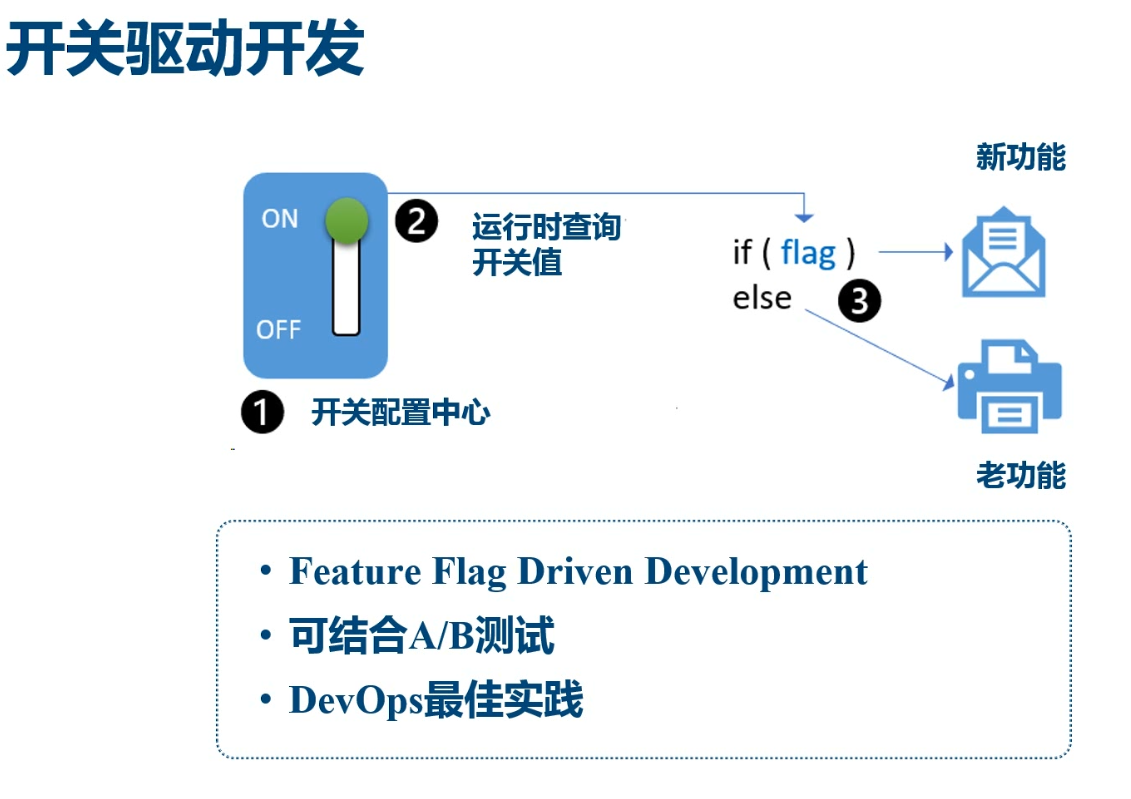 开关驱动开发
新功能
ON
❷
运行时查询
开关值
if ( flag )
else
❸
OFF
❶ 开关配置中心
老功能
• Feature Flag Driven Development
• 可结合A/B测试
• DevOps最佳实践